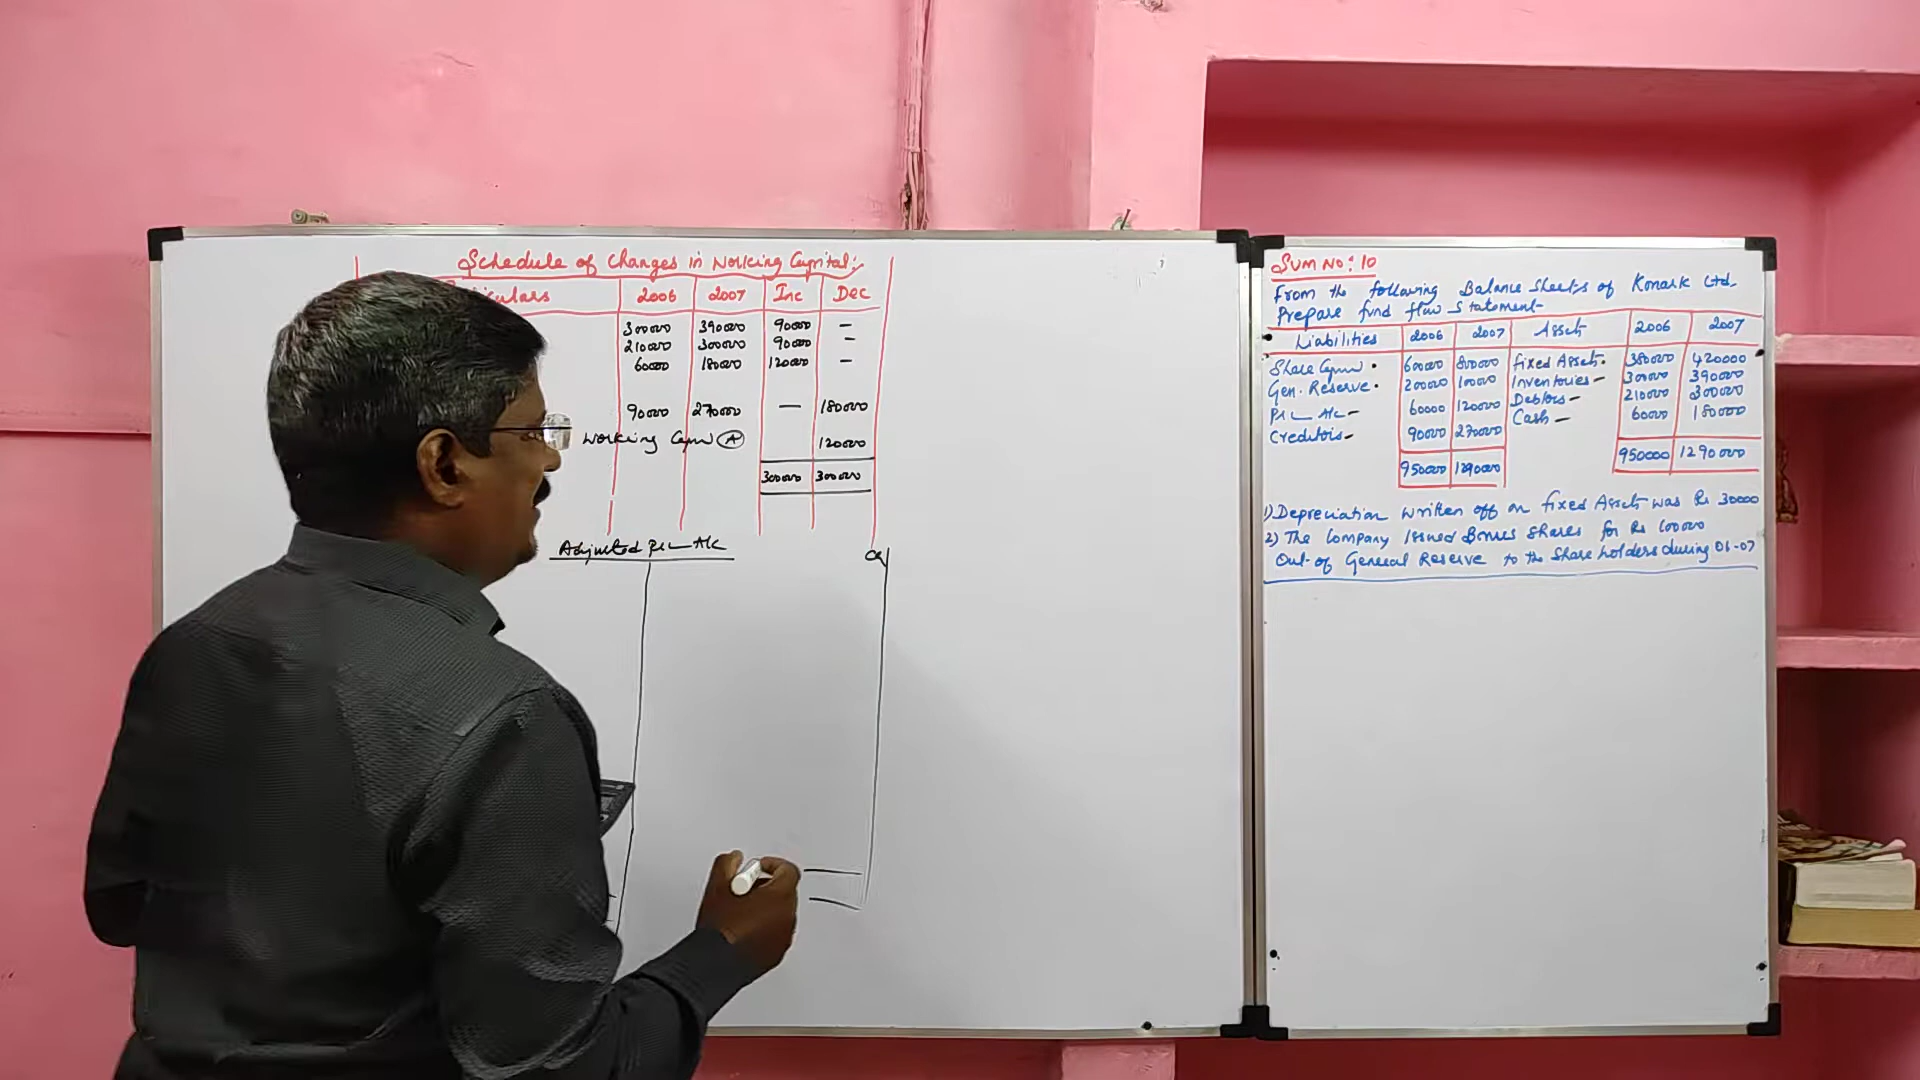 Schedule of Changes in Working Capital:-
2006 2007 Inc Dec
300000 390000 90000 -
210000 300000 90000 -
60000 180000 120000 -
90000 270000 - 180000
Working A 120000
300000 300000
Adjusted P&L A/c
SUM NO: 10
From the following Balance Sheets of Konark Ltd.
Prepare fund flow statement-
Liabilities 2006 2007 Assets 2006 2007
Share 600000 800000 Fixed Assets. 380000 420000
Gen. Reserve. 200000 100000 Inventories- 300000 390000
P&L A/c- 60000 120000 Debtors- 210000 300000
Creditors- 90000 270000 Cash- 60000 180000
950000 1290000 950000 1290000
1) Depreciation written off on fixed Assets was Rs 30000
2) The Company Issued Bonus Shares for Rs 100000
Out-of General Reserve to the Share holders during 06-07